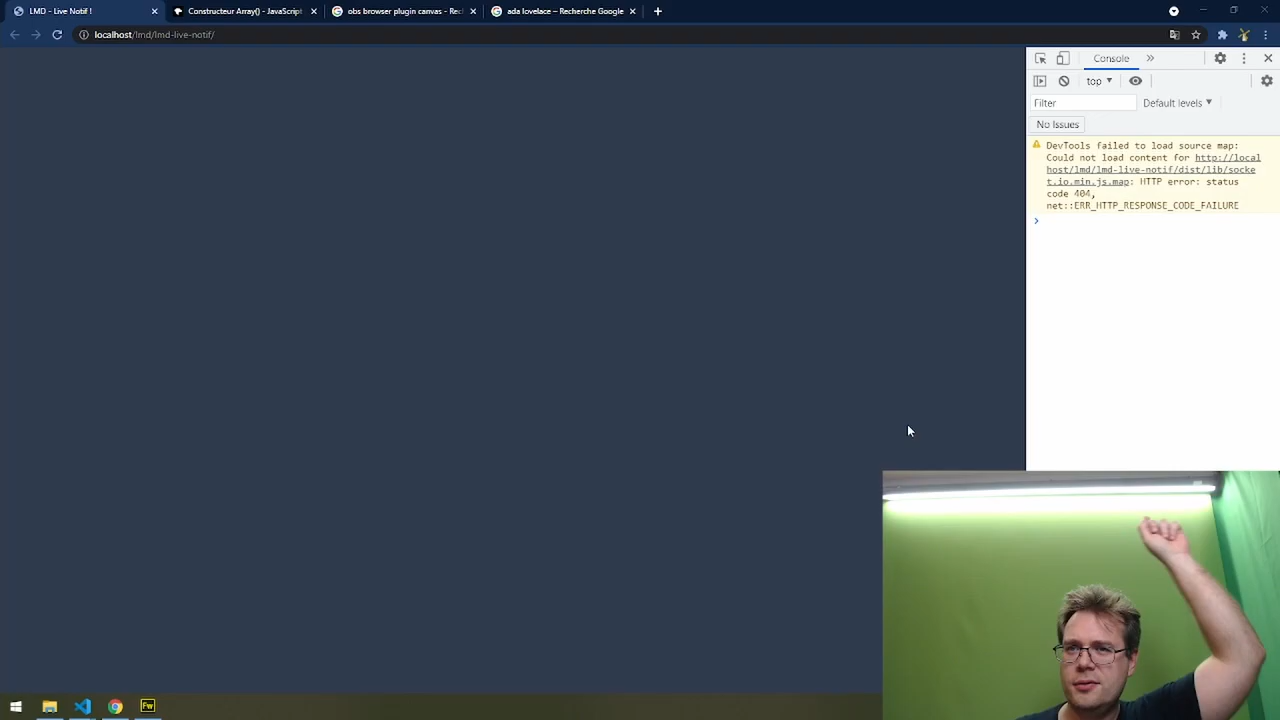 LMD - Live Notif !
Constructeur Array() - JavaScript
obs browser plugin canvas - Rec
ada lovelace – Recherche Google
localhost/lmd/lmd-live-notif/
Console
top
Filter
Default levels
No Issues
DevTools failed to load source map:
Could not load content for http://local
host/lmd/lmd-live-notif/dist/lib/socke
t.io.min.js.map: HTTP error: status
code 404,
net::ERR_HTTP_RESPONSE_CODE_FAILURE
Fw